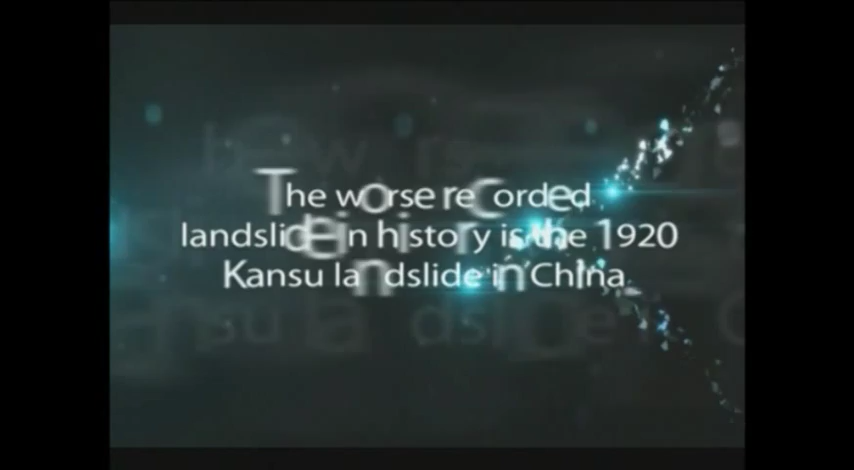 The worse recorded
landslide in history is the 1920
Kansu landslide in China